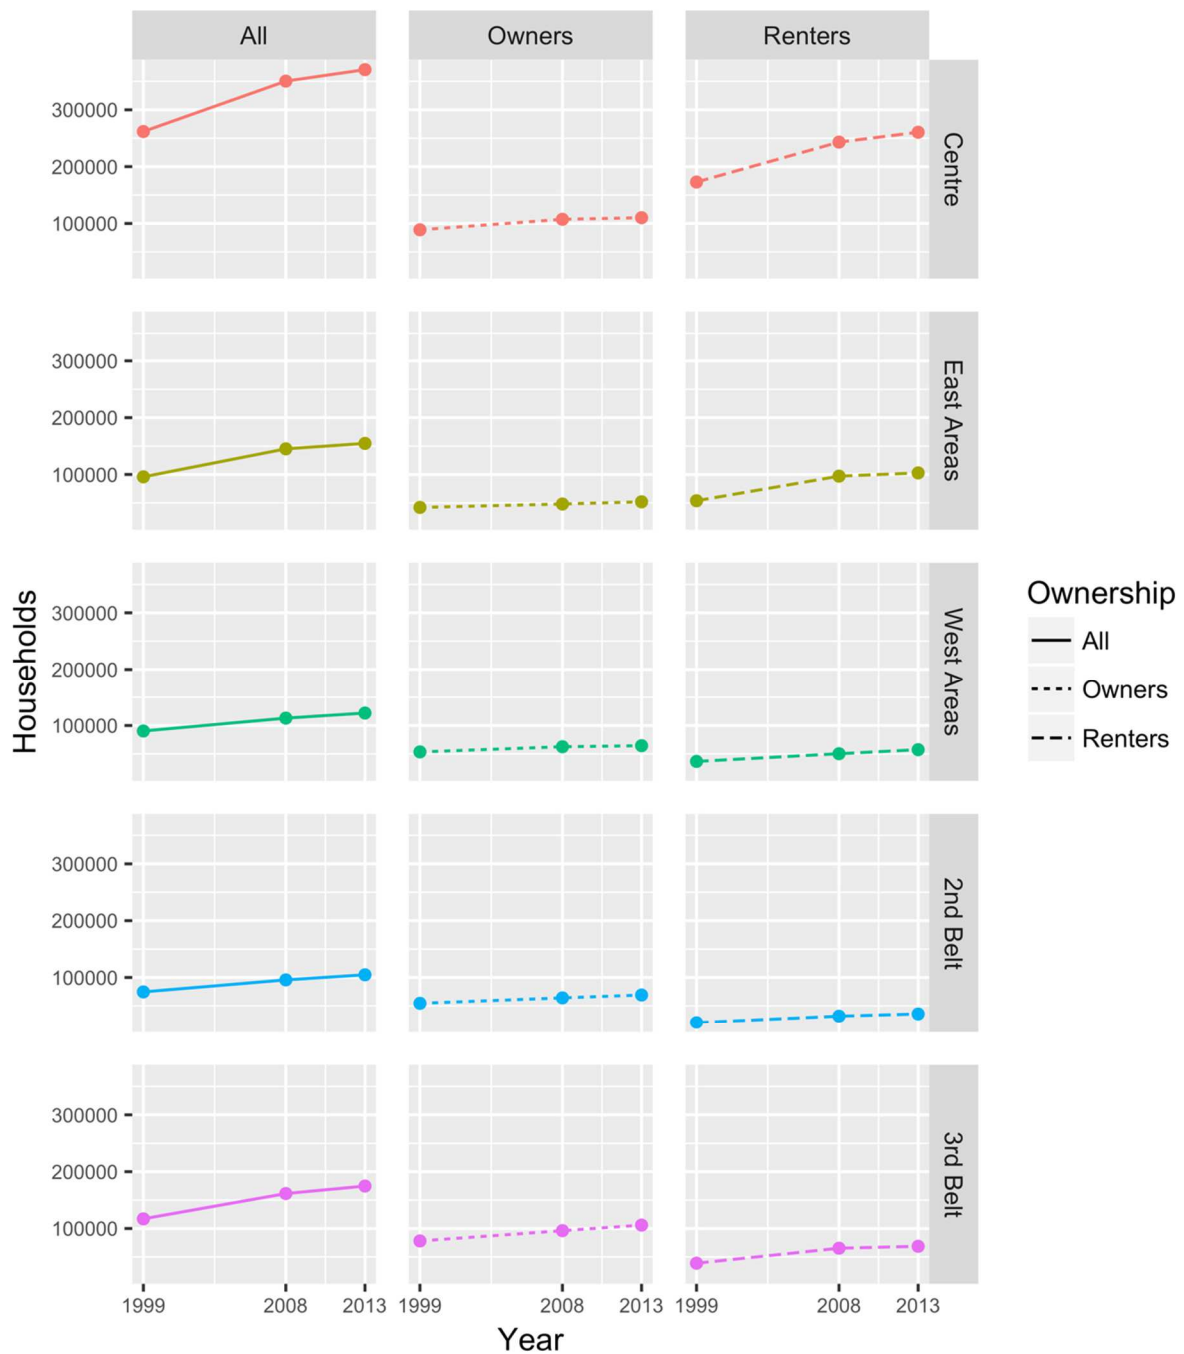 All Owners Renters
300000
200000
100000
Centre
300000
200000
100000
East Areas
300000
200000
100000
West Areas
300000
200000
100000
2nd Belt
300000
200000
100000
3rd Belt
1999 2008 2013 1999 2008 2013 1999 2008 2013
Year
Households
Ownership
All
Owners
Renters